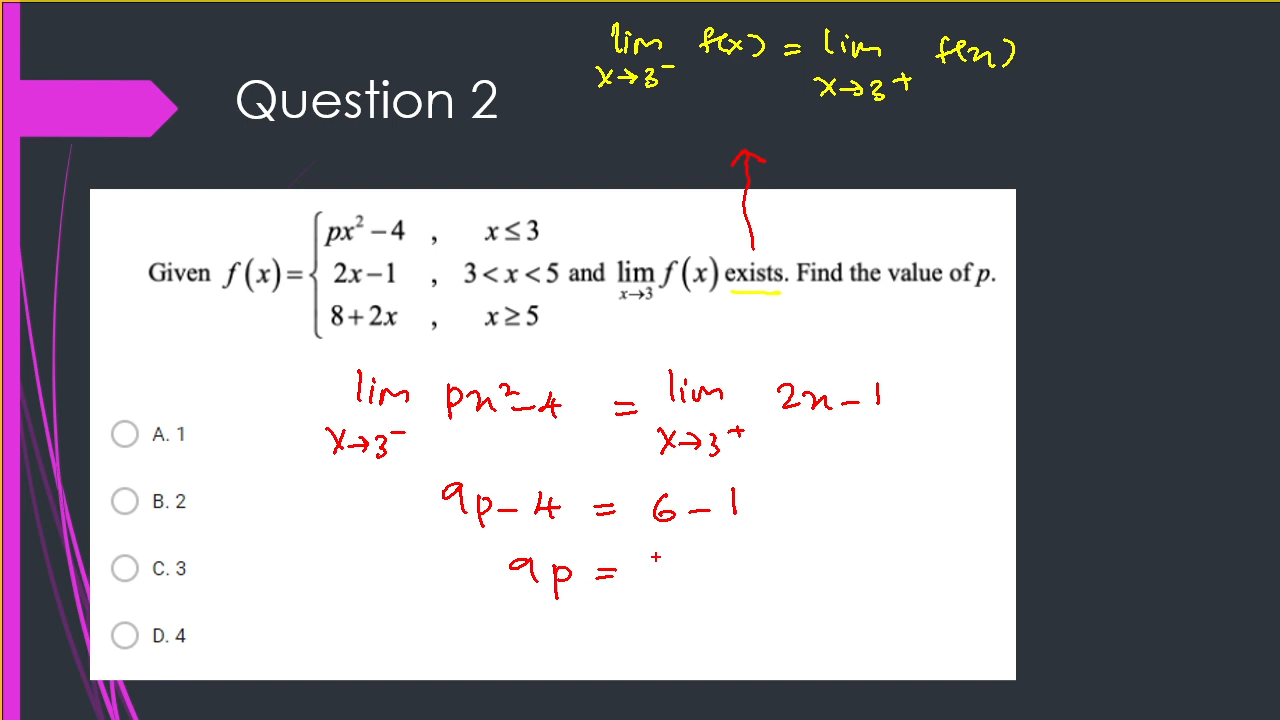 lim f(x) = lim f(x)
x→3⁻ x→3⁺
Question 2
px² − 4 , x ≤ 3
Given f(x) = { 2x − 1 , 3 < x < 5 and lim f(x) exists. Find the value of p.
x→3
8 + 2x , x ≥ 5
lim px² − 4 = lim 2x − 1
x→3⁻ x→3⁺
A. 1
9p − 4 = 6 − 1
B. 2
9p =
C. 3
D. 4